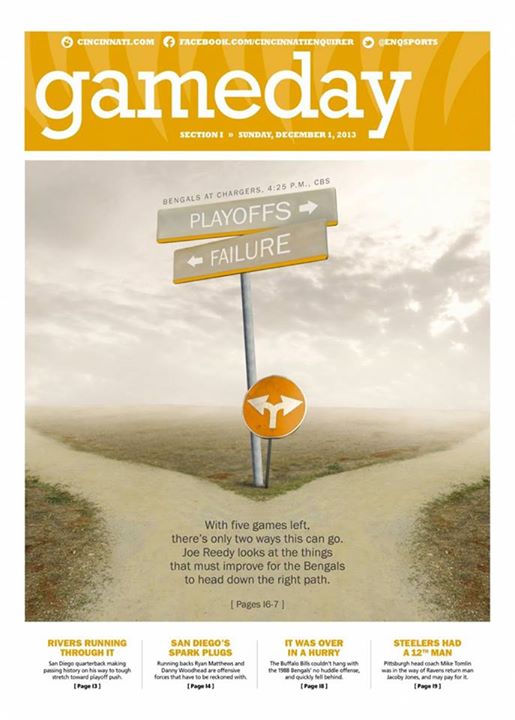 CINCINNATI.COM FACEBOOK.COM/CINCINNATIENQUIRER @ENQSPORTS
gameday
SECTION I » SUNDAY, DECEMBER 1, 2013
BENGALS AT CHARGERS, 4:25 P.M., CBS
PLAYOFFS →
← FAILURE
With five games left,
there's only two ways this can go.
Joe Reedy looks at the things
that must improve for the Bengals
to head down the right path.
[ Pages I6-7 ]
RIVERS RUNNING
THROUGH IT
San Diego quarterback making
passing history on his way to tough
stretch toward playoff push.
[ Page I3 ]
SAN DIEGO'S
SPARK PLUGS
Running backs Ryan Matthews and
Danny Woodhead are offensive
forces that have to be reckoned with.
[ Page I4 ]
IT WAS OVER
IN A HURRY
The Buffalo Bills couldn't hang with
the 1988 Bengals' no huddle offense,
and quickly fell behind.
[ Page I8 ]
STEELERS HAD
A 12TH MAN
Pittsburgh head coach Mike Tomlin
was in the way of Ravens return man
Jacoby Jones, and may pay for it.
[ Page I9 ]